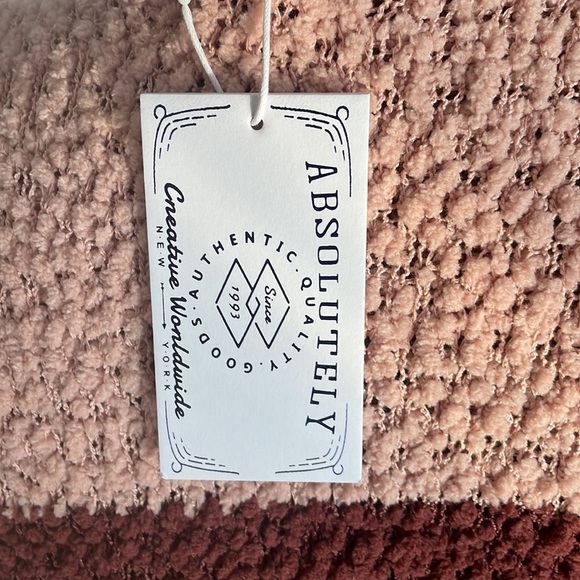 ABSOLUTELY
AUTHENTIC · QUALITY · GOODS ·
Since
1993
Creative Worldwide
NEW YORK